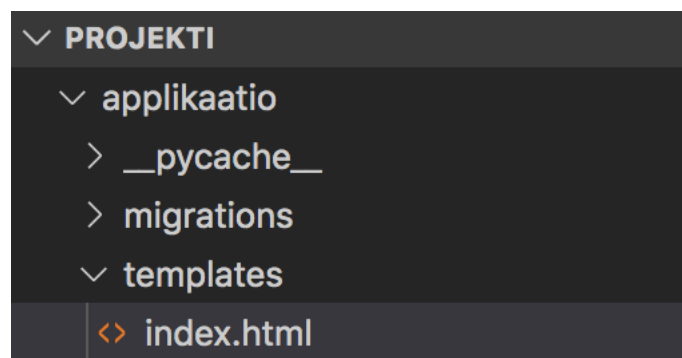 PROJEKTI
applikaatio
__pycache__
migrations
templates
index.html